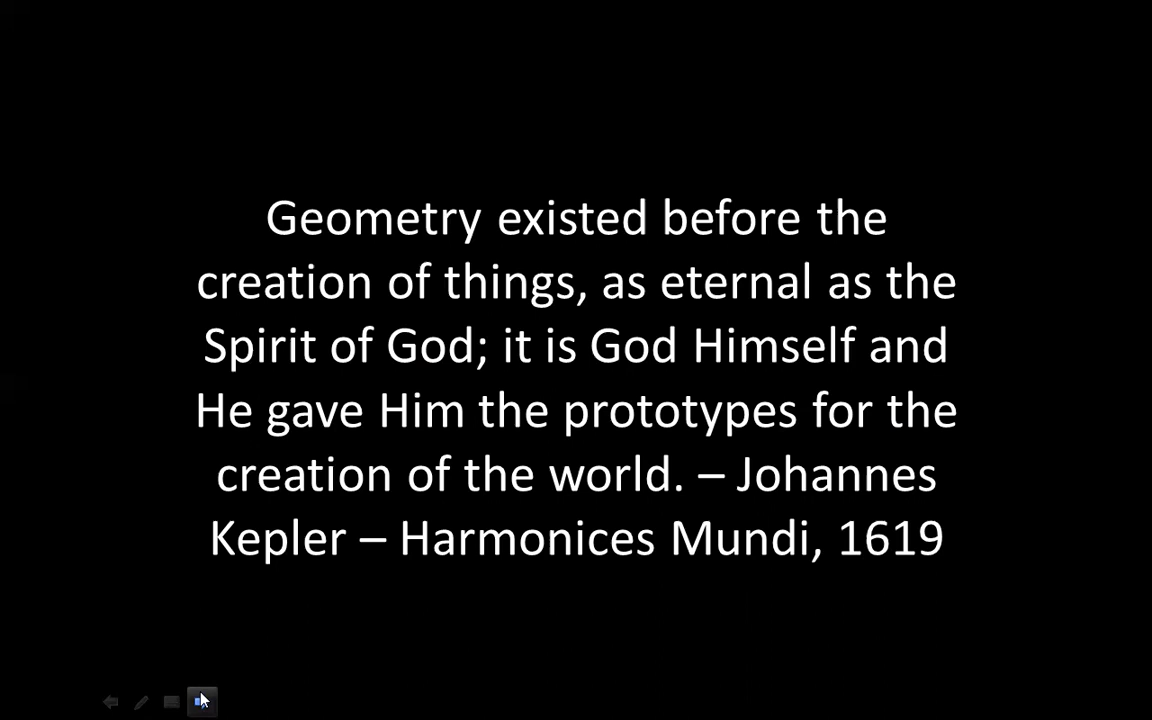 Geometry existed before the
creation of things, as eternal as the
Spirit of God; it is God Himself and
He gave Him the prototypes for the
creation of the world. – Johannes
Kepler – Harmonices Mundi, 1619